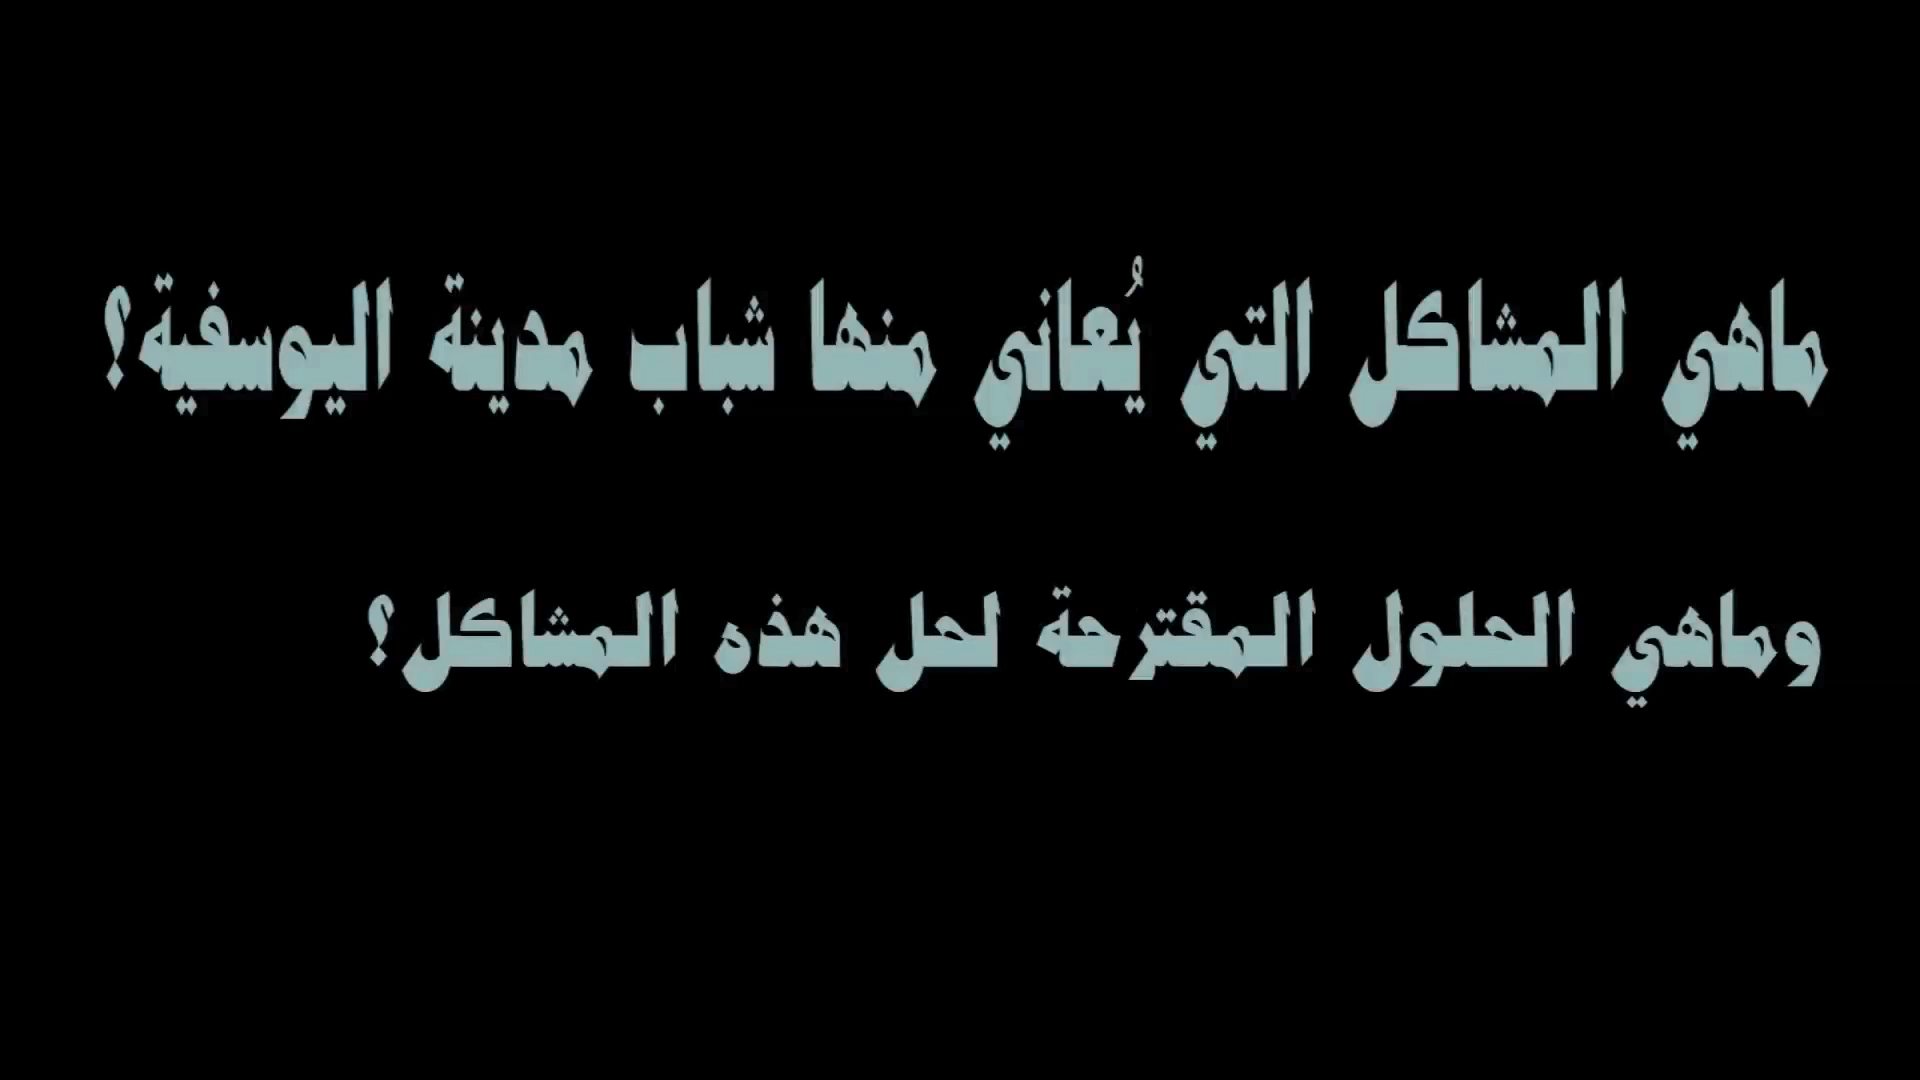 ماهي المشاكل التي يُعاني منها شباب مدينة اليوسفية؟
وماهي الحلول المقترحة لحل هذه المشاكل؟